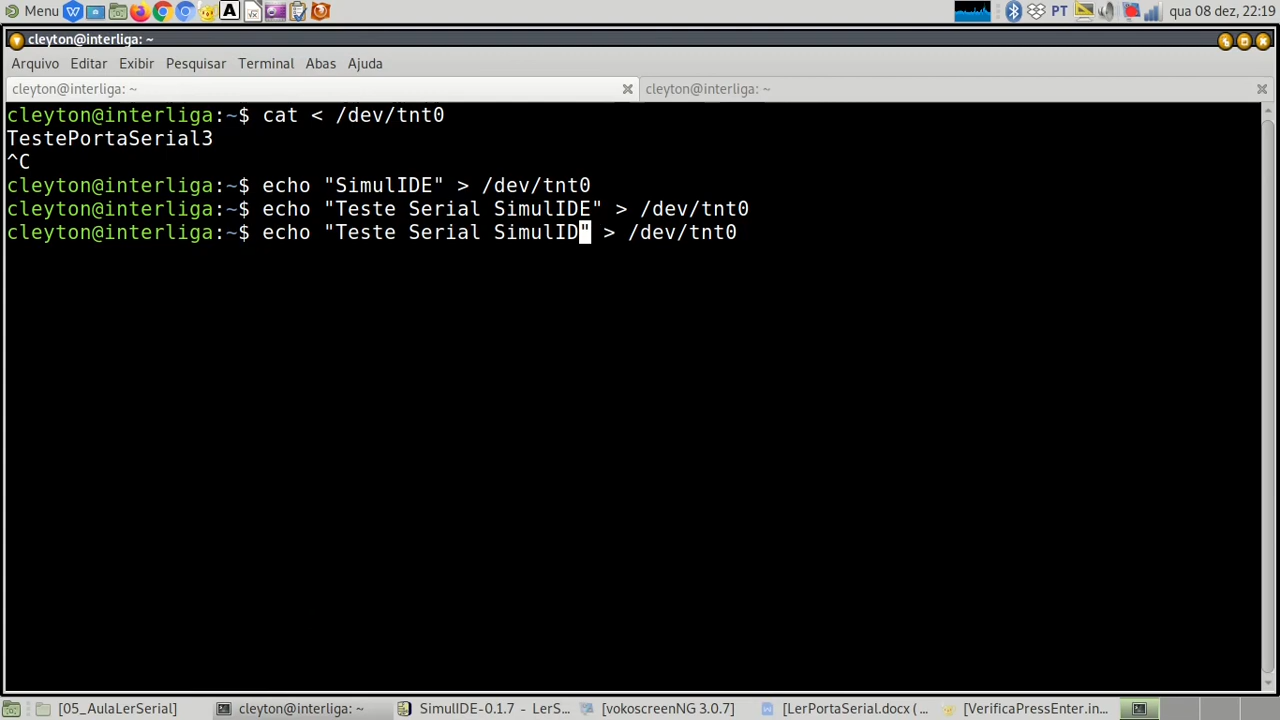 Menu
PT
qua 08 dez, 22:19
cleyton@interliga: ~
Arquivo Editar Exibir Pesquisar Terminal Abas Ajuda
cleyton@interliga: ~
cleyton@interliga: ~
cleyton@interliga:~$ cat < /dev/tnt0
TestePortaSerial3
^C
cleyton@interliga:~$ echo "SimulIDE" > /dev/tnt0
cleyton@interliga:~$ echo "Teste Serial SimulIDE" > /dev/tnt0
cleyton@interliga:~$ echo "Teste Serial SimulID" > /dev/tnt0
[05_AulaLerSerial]
cleyton@interliga: ~
SimulIDE-0.1.7 - LerS...
[vokoscreenNG 3.0.7]
[LerPortaSerial.docx (...
[VerificaPressEnter.in...